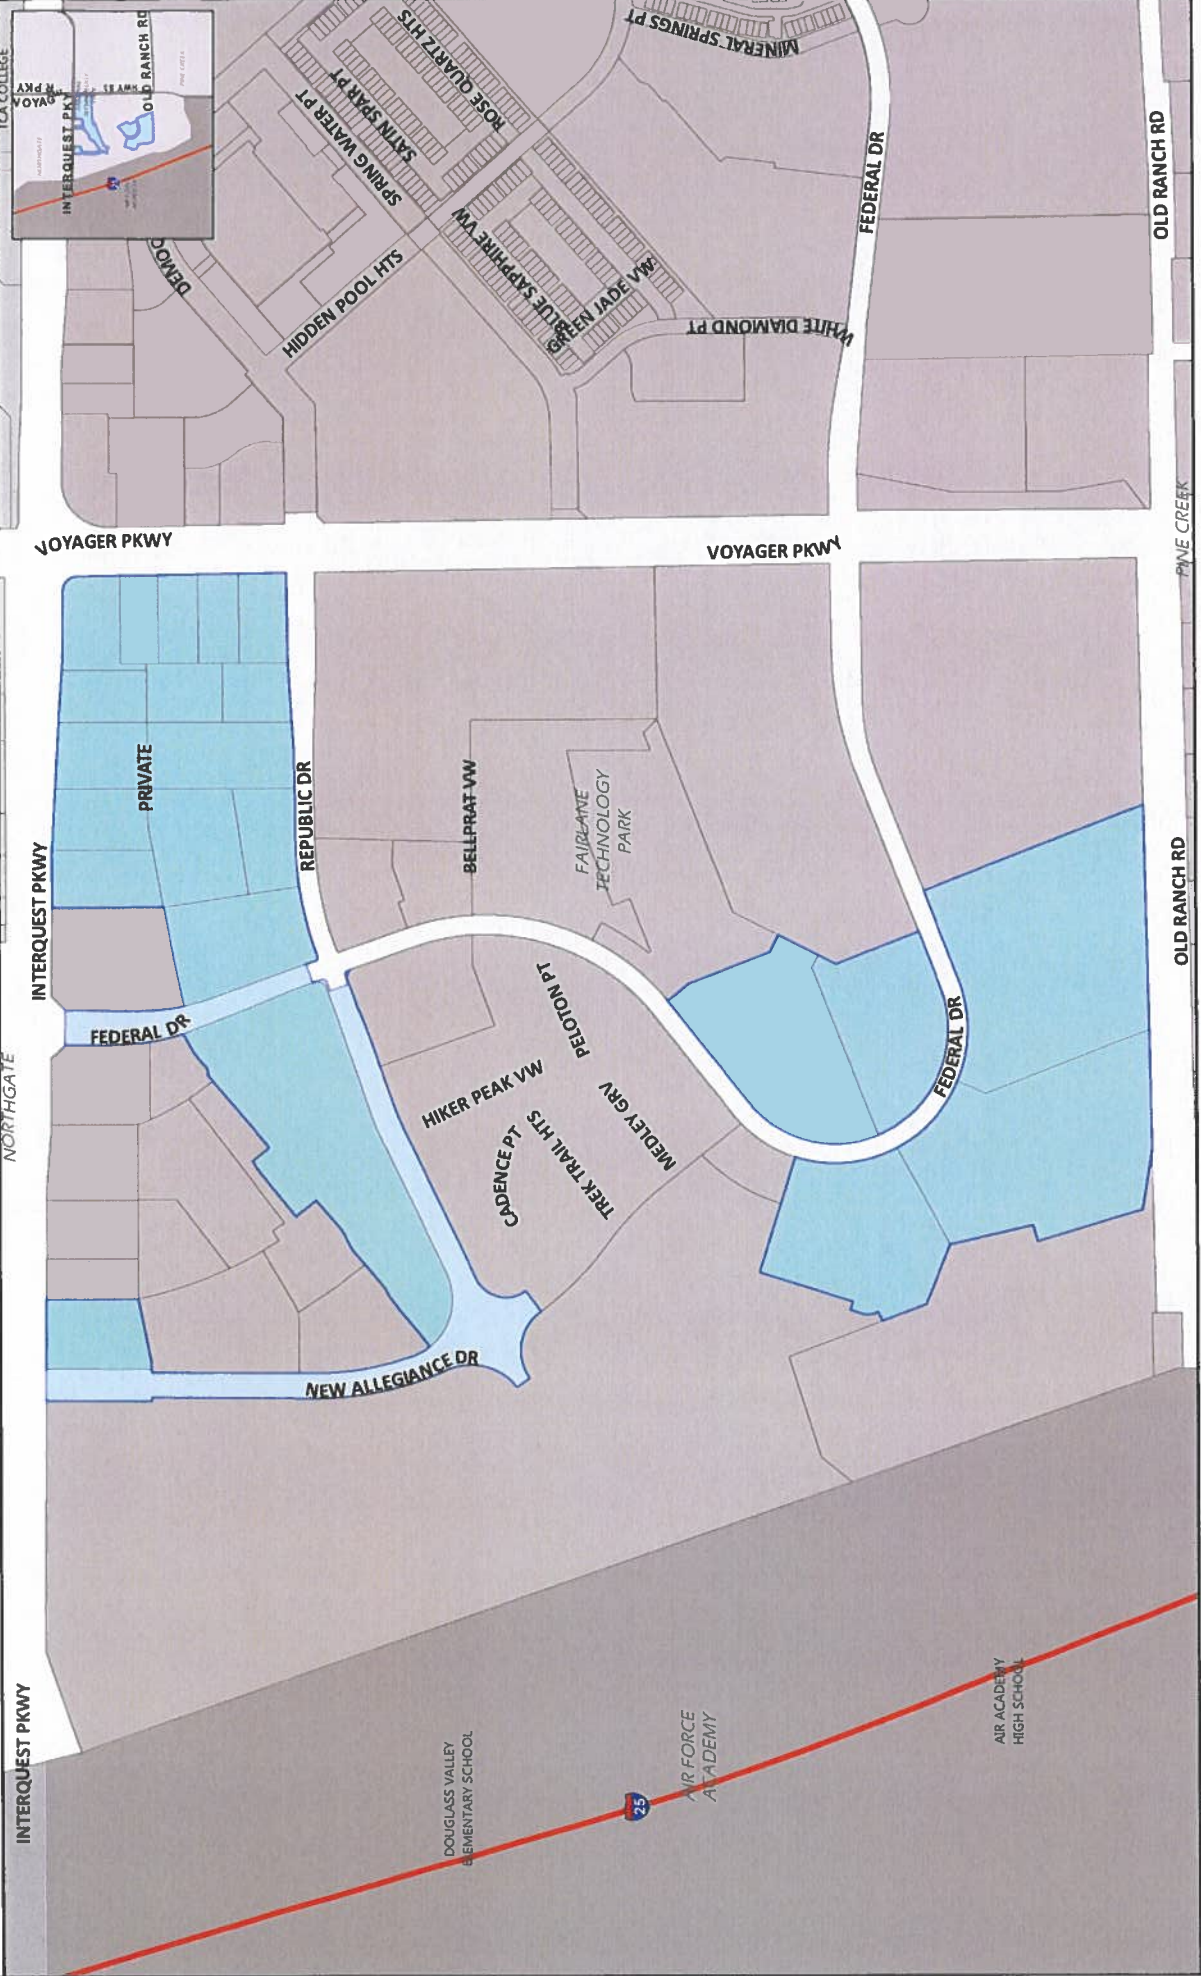 INTERQUEST PKWY
OLD RANCH RD
HWY 83
INTERQUEST PKWY
INTERQUEST PKWY
NORTHGATE
VOYAGER PKWY
VOYAGER PKWY
FEDERAL DR
NEW ALLEGIANCE DR
PRIVATE
REPUBLIC DR
BELLPRAT VW
FAIRLANE
TECHNOLOGY
PARK
PELOTON PT
HIKER PEAK VW
CADENCE PT
TREK TRAIL HTS
MEDLEY GRV
FEDERAL DR
FEDERAL DR
OLD RANCH RD
OLD RANCH RD
PINE CREEK
HIDDEN POOL HTS
SPRING WATER PT
SATIN SPAR PT
ROSE QUARTZ HTS
BLUE SAPPHIRE VW
GREEN JADE VW
WHITE DIAMOND PT
MINERAL SPRINGS PT
DOUGLASS VALLEY
ELEMENTARY SCHOOL
25
AIR FORCE
ACADEMY
AIR ACADEMY
HIGH SCHOOL